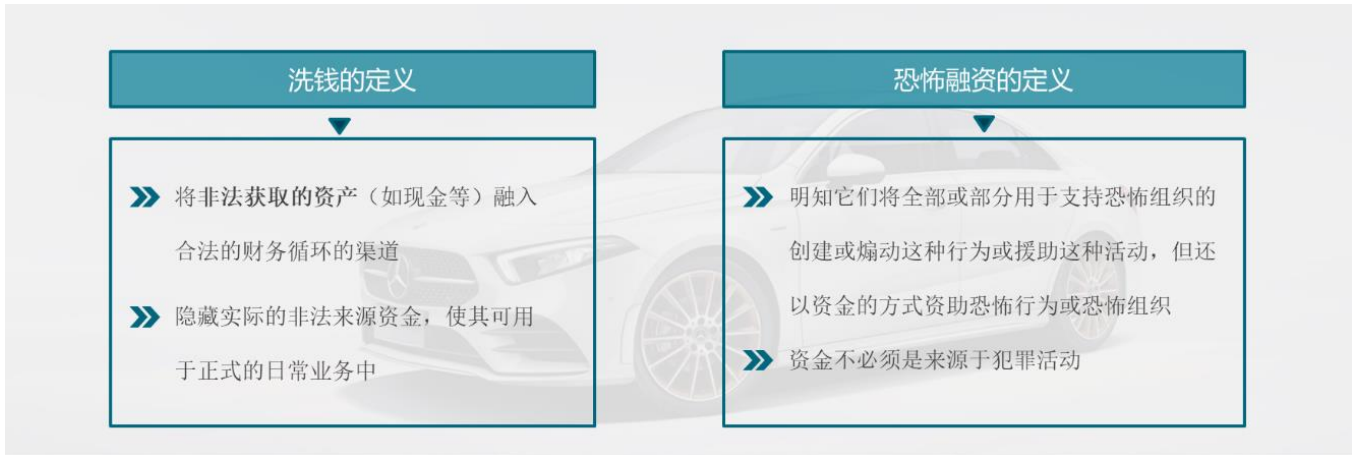 洗钱的定义
将非法获取的资产（如现金等）融入
合法的财务循环的渠道
隐藏实际的非法来源资金，使其可用
于正式的日常业务中
恐怖融资的定义
明知它们将全部或部分用于支持恐怖组织的
创建或煽动这种行为或援助这种活动，但还
以资金的方式资助恐怖行为或恐怖组织
资金不必须是来源于犯罪活动